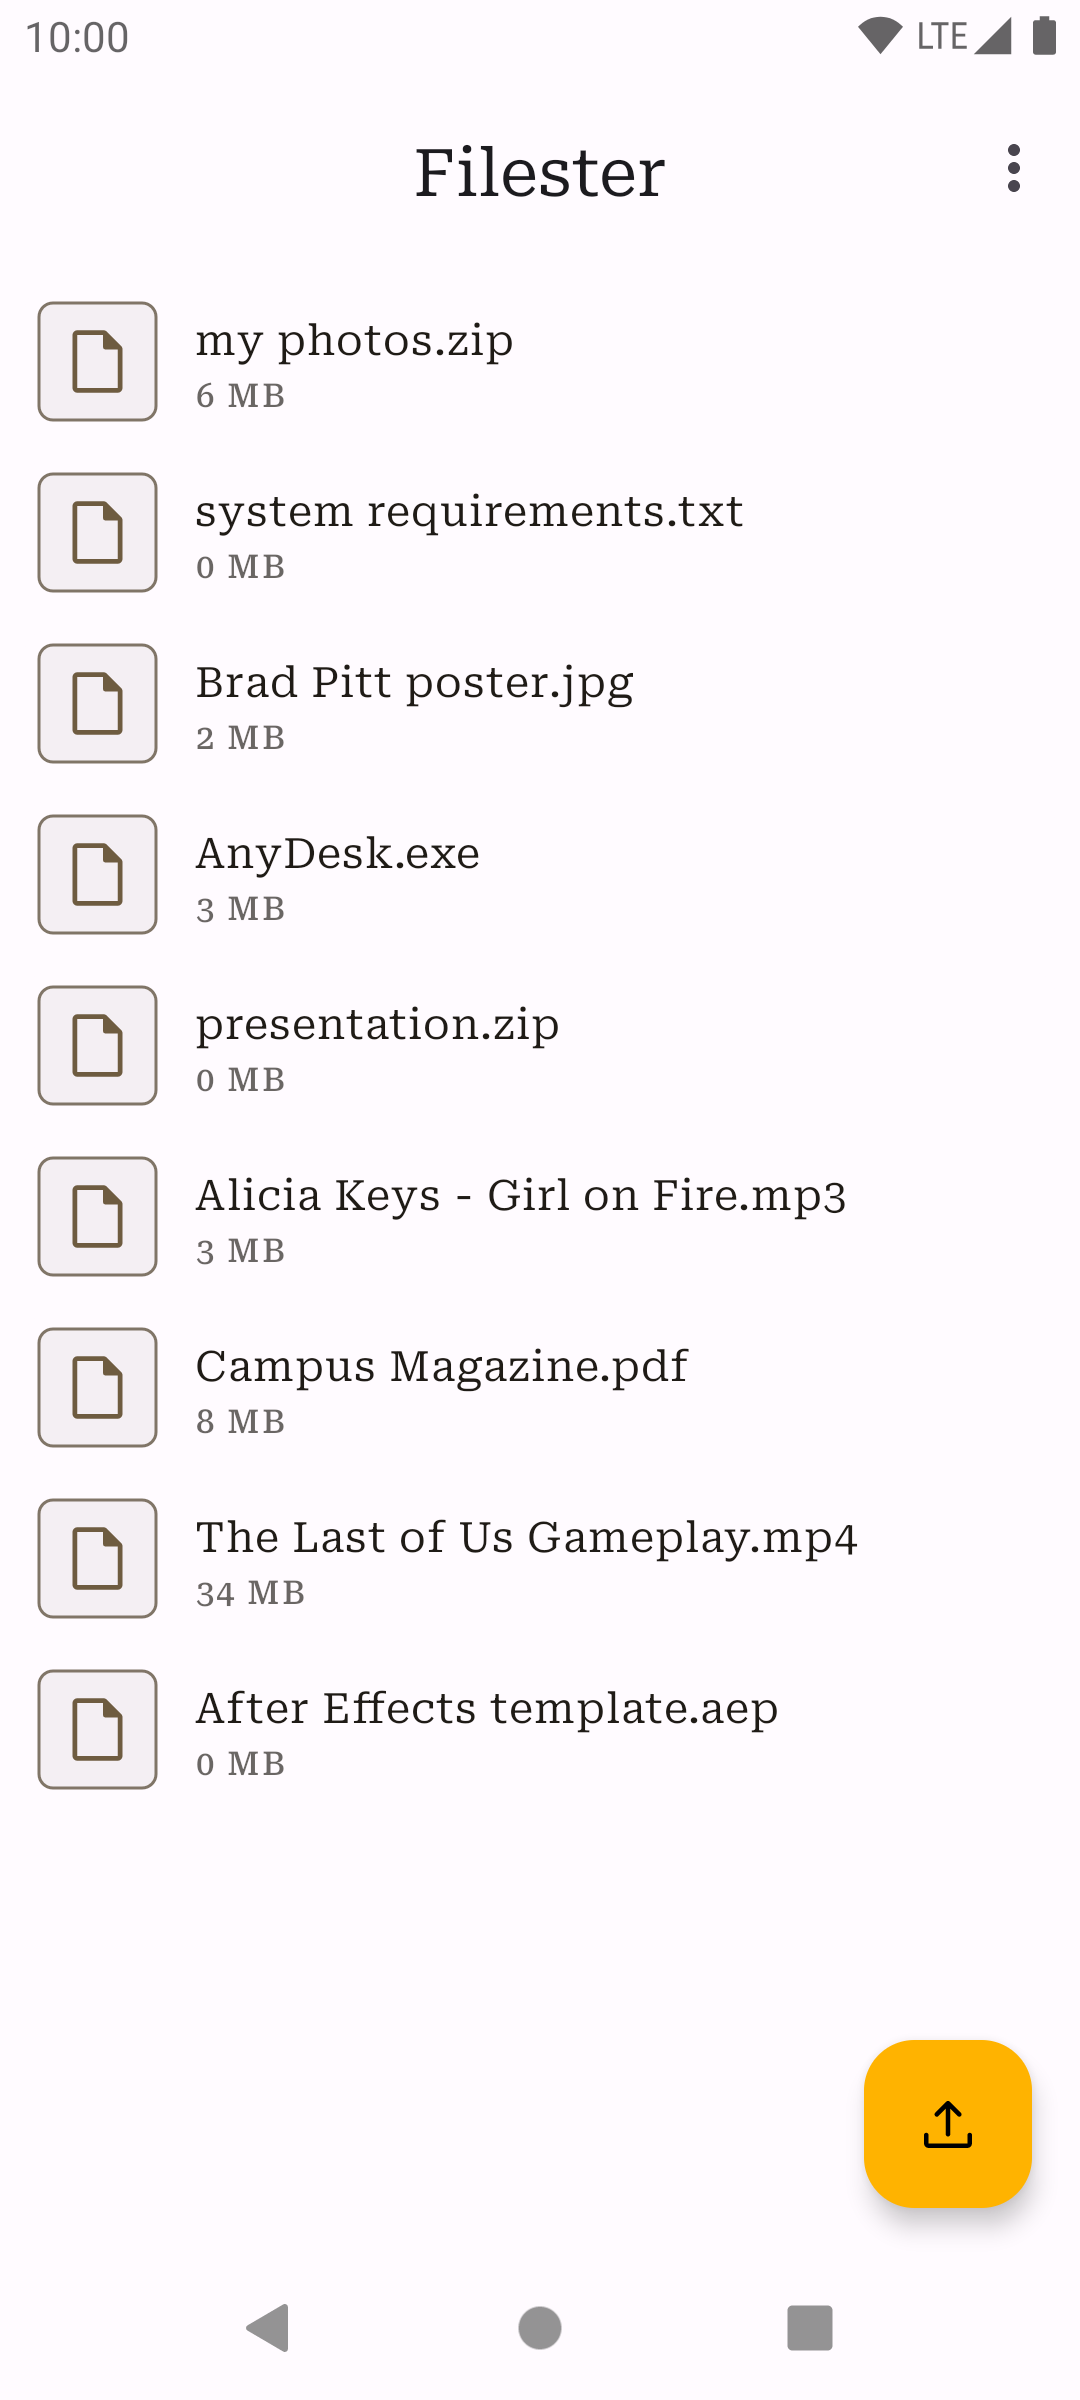 10:00
LTE
Filester
my photos.zip
6 MB
system requirements.txt
0 MB
Brad Pitt poster.jpg
2 MB
AnyDesk.exe
3 MB
presentation.zip
0 MB
Alicia Keys - Girl on Fire.mp3
3 MB
Campus Magazine.pdf
8 MB
The Last of Us Gameplay.mp4
34 MB
After Effects template.aep
0 MB